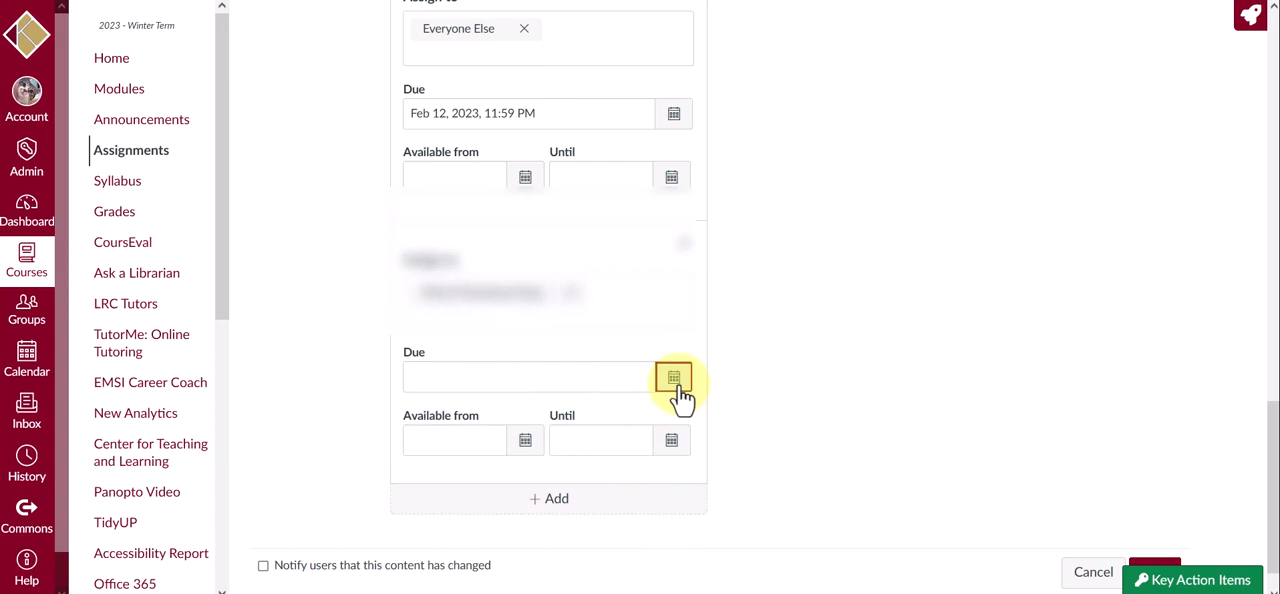 2023 - Winter Term
Account
Admin
Dashboard
Courses
Groups
Calendar
Inbox
History
Commons
Help
Home
Modules
Announcements
Assignments
Syllabus
Grades
CoursEval
Ask a Librarian
LRC Tutors
TutorMe: Online
Tutoring
EMSI Career Coach
New Analytics
Center for Teaching
and Learning
Panopto Video
TidyUP
Accessibility Report
Office 365
Everyone Else
Due
Feb 12, 2023, 11:59 PM
Available from Until
Due
Available from Until
+ Add
Notify users that this content has changed
Cancel
Key Action Items